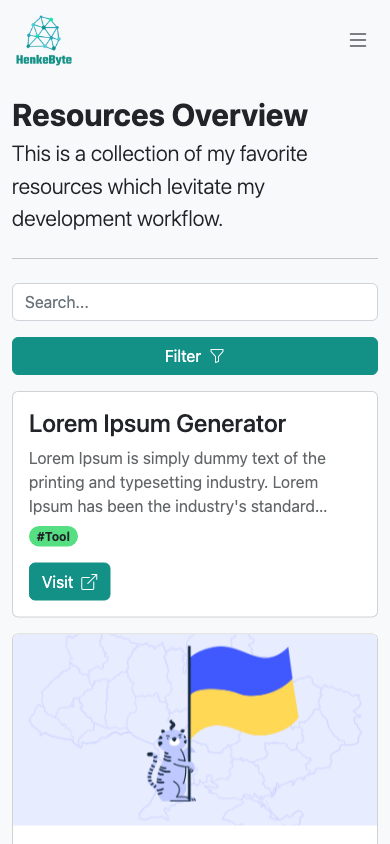 HenkeByte
Resources Overview
This is a collection of my favorite
resources which levitate my
development workflow.
Search...
Filter
Lorem Ipsum Generator
Lorem Ipsum is simply dummy text of the
printing and typesetting industry. Lorem
Ipsum has been the industry's standard...
#Tool
Visit